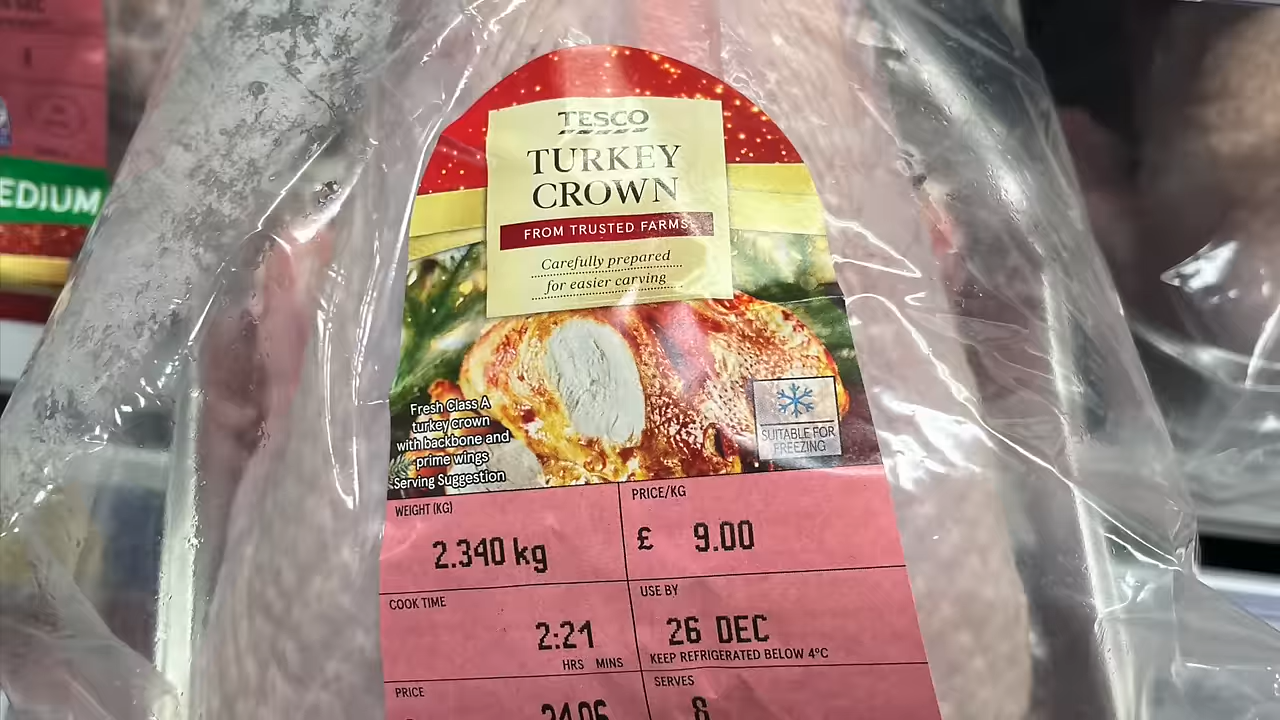 EDIUM
TESCO
TURKEY
CROWN
FROM TRUSTED FARMS
Carefully prepared
for easier carving
Fresh Class A
turkey crown
with backbone and
prime wings
Serving Suggestion
SUITABLE FOR
FREEZING
WEIGHT (KG)
2.340 kg
PRICE/KG
£ 9.00
COOK TIME
2:21
HRS MINS
USE BY
26 DEC
KEEP REFRIGERATED BELOW 4°C
PRICE
SERVES
8